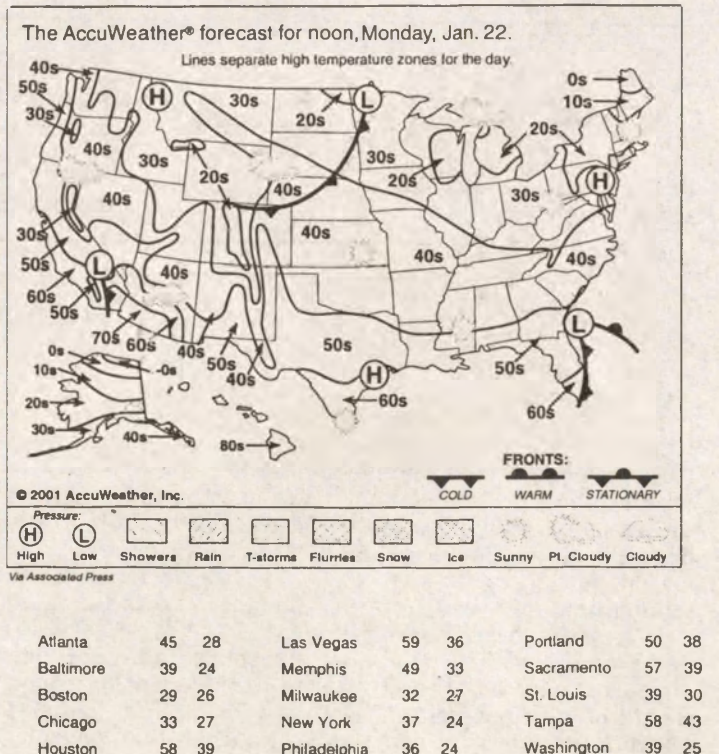 The AccuWeather® forecast for noon, Monday, Jan. 22.
Lines separate high temperature zones for the day.
40s
50s
30s
40s
30s
30s
20s
40s
20s
40s
30s
20s
40s
40s
30s
20s
0s
10s
30s
40s
30s
50s
60s
50s
70s
60s
40s
40s
50s
40s
50s
60s
50s
60s
0s
-0s
10s
20s
30s
40s
80s
H
L
H
L
L
H
FRONTS:
COLD WARM STATIONARY
© 2001 AccuWeather, Inc.
Pressure:
H L
High Low Showers Rain T-storms Flurries Snow Ice Sunny Pt. Cloudy Cloudy
Via Associated Press
Atlanta 45 28 Las Vegas 59 36 Portland 50 38
Baltimore 39 24 Memphis 49 33 Sacramento 57 39
Boston 29 26 Milwaukee 32 27 St. Louis 39 30
Chicago 33 27 New York 37 24 Tampa 58 43
Houston 58 39 Philadelphia 36 24 Washington 39 25